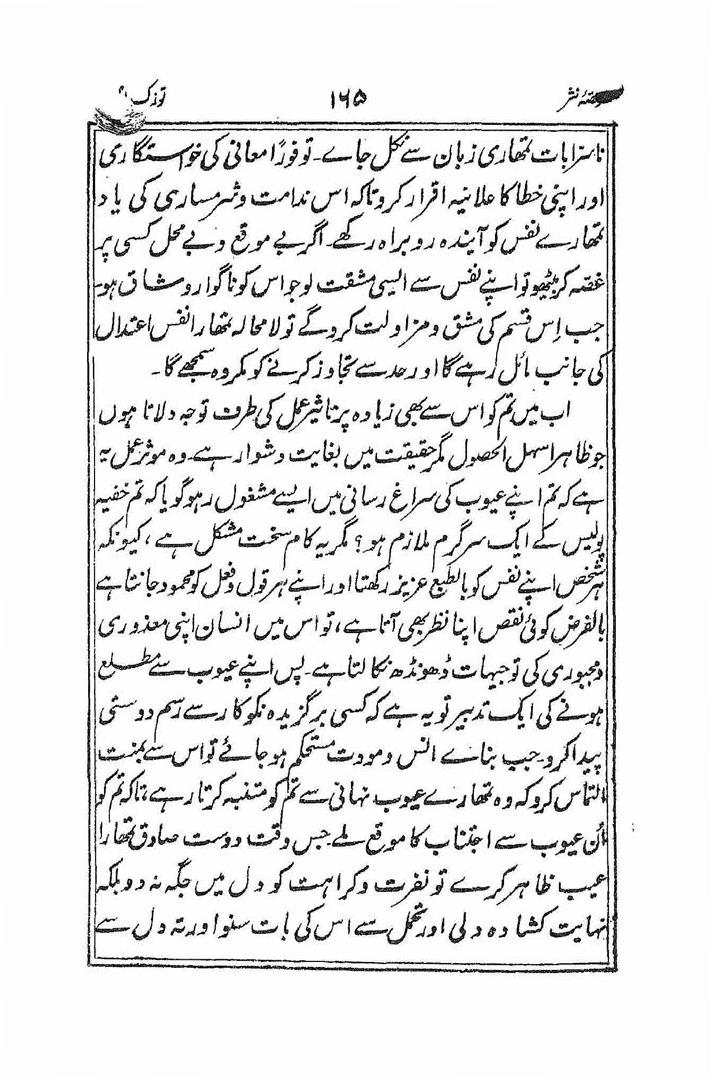 حصۂ نثر ۱۶۵ توزک
ناسزا بات تمھاری زبان سے نکل جاے۔ تو فورًا معافی کی خواستگاری
اور اپنی خطا کا علانیہ اقرار کرو تاکہ اس ندامت و شرمساری کی یاد
تمھارے نفس کو آیندہ روبراہ رکھے۔ اگر بے موقع و بے محل کسی پر
غصہ کر بیٹھو تو اپنے نفس سے ایسی مشقت لو جو اس کو ناگوار و شاق ہو۔
جب اِس قسم کی مشق و مزاولت کرو گے تو لامحالہ تمھارا نفس اعتدال
کی جانب مائل رہے گا اور حد سے تجاوز کرنے کو مکروہ سمجھے گا۔
اب میں تم کو اس سے بھی زیادہ پر تاثیر عمل کی طرف توجہ دلاتا ہوں
جو ظاہرا سہل الحصول مگر حقیقت میں بغایت دشوار ہے۔ وہ موثر عمل یہ
ہے کہ تم اپنے عیوب کی سراغ رسانی میں ایسے مشغول رہو گویا کہ تم خفیہ
پولیس کے ایک سرگرم ملازم ہو؟ مگر یہ کام سخت مشکل ہے، کیونکہ
ہر شخص اپنے نفس کو بالطبع عزیز رکھتا اور اپنے ہر قول و فعل کو محمود جانتا ہے
بالفرض کوئی نقص اپنا نظر بھی آتا ہے، تو اس میں انسان اپنی معذوری
و مجبوری کی توجیہات ڈھونڈھ نکالتا ہے۔ پس اپنے عیوب سے مطلع
ہونے کی ایک تدبیر تو یہ ہے کہ کسی برگزیدہ نکوکار سے رسم دوستی
پیدا کرو۔ جب بناے انس و مودت مستحکم ہو جائے تو اس سے بمنت
التماس کرو کہ وہ تمھارے عیوب نہانی سے تم کو متنبہ کرتا رہے، تاکہ تم کو
اُن عیوب سے اجتناب کا موقع ملے۔ جس وقت دوست صادق تمھارا
عیب ظاہر کرے تو نفرت و کراہت کو دل میں جگہ نہ دو بلکہ
نہایت کشادہ دلی اور تحمل سے اس کی بات سنو اور تہ دل سے